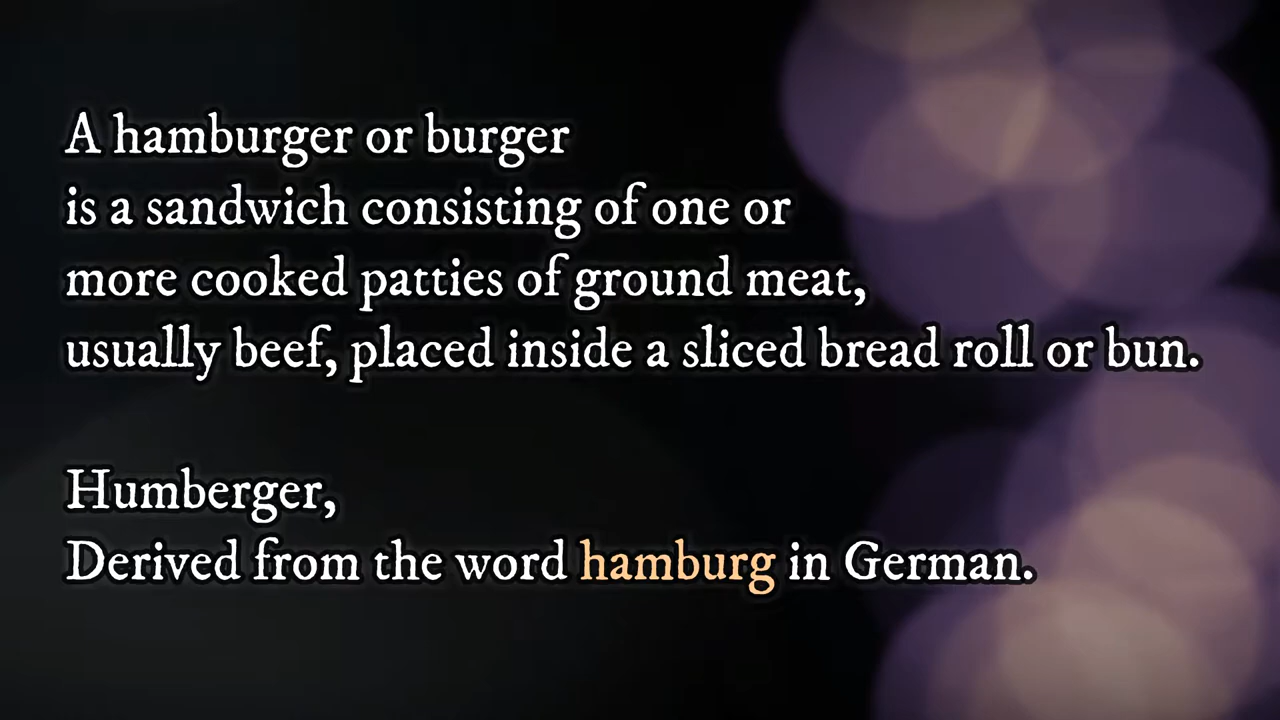 A hamburger or burger
is a sandwich consisting of one or
more cooked patties of ground meat,
usually beef, placed inside a sliced bread roll or bun.
Humberger,
Derived from the word hamburg in German.